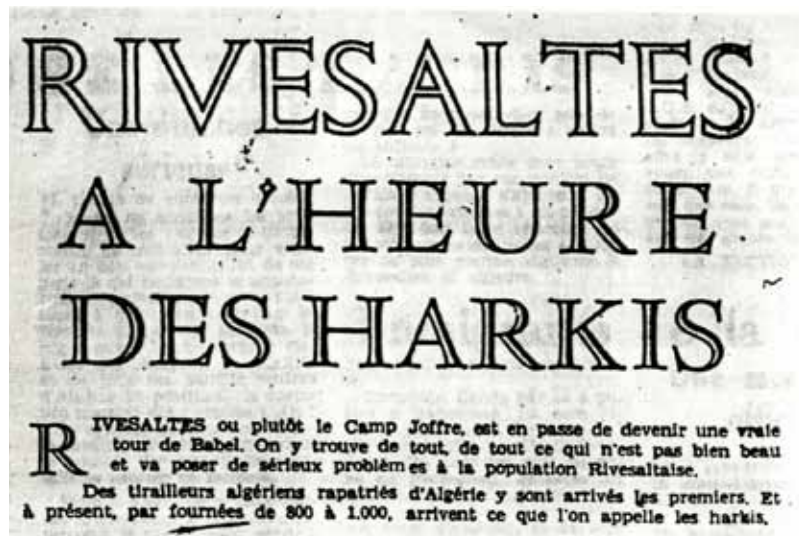 RIVESALTES
A L'HEURE
DES HARKIS
RIVESALTES ou plutôt le Camp Joffre, est en passe de devenir une vraie
tour de Babel. On y trouve de tout, de tout ce qui n'est pas bien beau
et va poser de sérieux problèmes à la population Rivesaltaise.
Des tirailleurs algériens rapatriés d'Algérie y sont arrivés les premiers. Et
à présent, par fournées de 800 à 1.000, arrivent ce que l'on appelle les harkis.